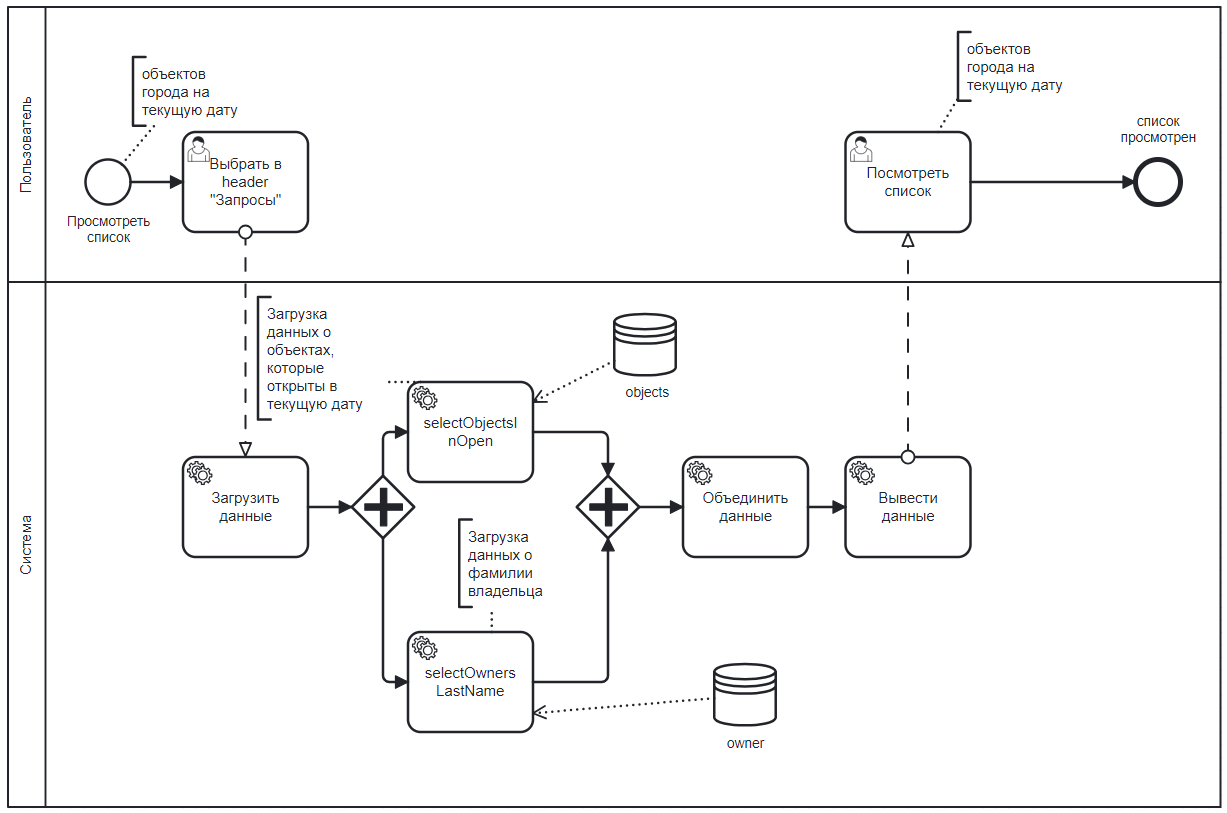 Пользователь
объектов
города на
текущую дату
Просмотреть
список
Выбрать в
header
"Запросы"
объектов
города на
текущую дату
Посмотреть
список
список
просмотрен
Система
Загрузка
данных о
объектах,
которые
открыты в
текущую дату
Загрузить
данные
selectObjectsI
nOpen
objects
Загрузка
данных о
фамилии
владельца
selectOwners
LastName
owner
Объединить
данные
Вывести
данные